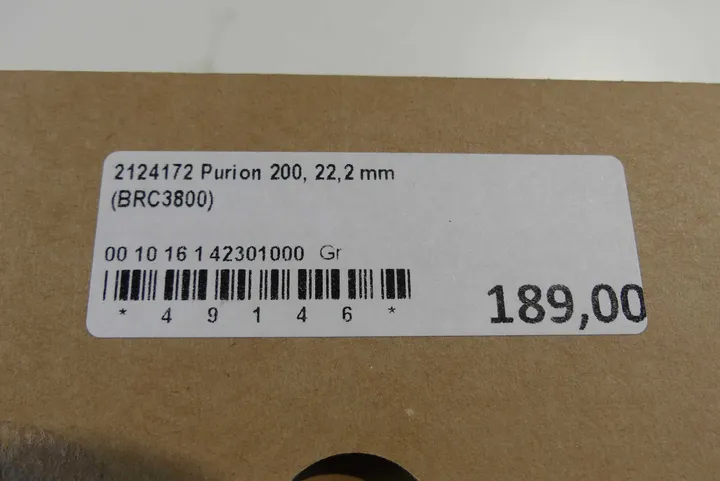 2124172 Purion 200, 22,2 mm
(BRC3800)
00 10 16 1 42301000 Gr
* 4 9 1 4 6 *
189,00